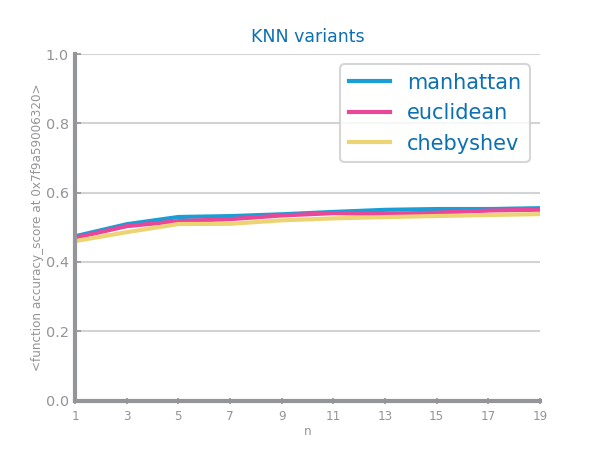 KNN variants
manhattan
euclidean
chebyshev
<function accuracy_score at 0x7f9a59006320>
1.0
0.8
0.6
0.4
0.2
0.0
1 3 5 7 9 11 13 15 17 19
n